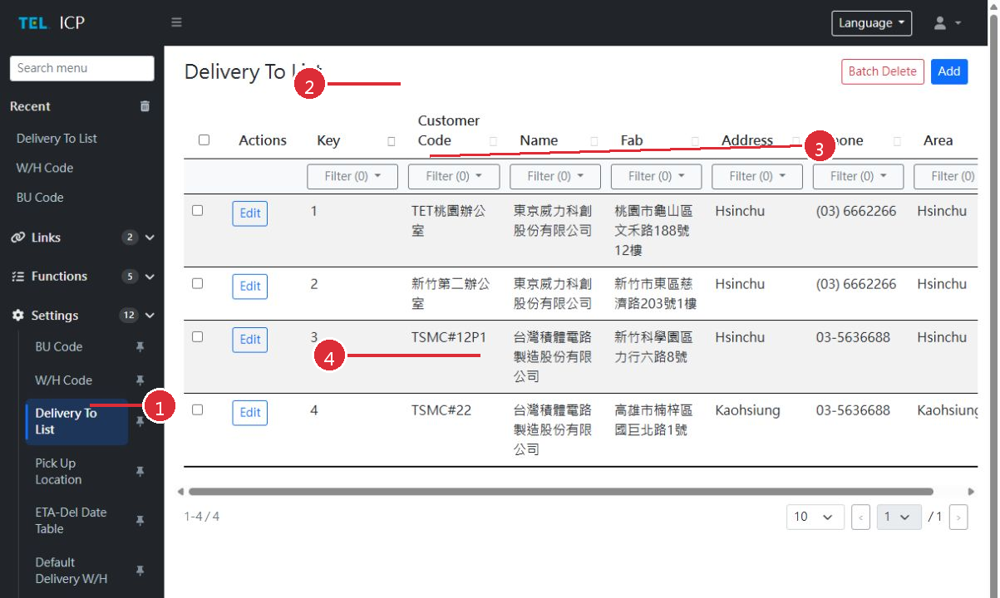 TEL ICP
Language
Search menu
Delivery To List
2
Batch Delete
Add
Recent
Delivery To List
W/H Code
BU Code
Links 2
Functions 5
Settings 12
BU Code
W/H Code
Delivery To
List
1
Pick Up
Location
ETA-Del Date
Table
Default
Delivery W/H
Actions Key Customer
Code Name Fab Address 3 one Area
Filter (0) Filter (0) Filter (0) Filter (0) Filter (0) Filter (0) Filter (0)
Edit 1 TET桃園辦公
室 東京威力科創
股份有限公司 桃園市龜山區
文禾路188號
12樓 Hsinchu (03) 6662266 Hsinchu
Edit 2 新竹第二辦公
室 東京威力科創
股份有限公司 新竹市東區慈
濟路203號1樓 Hsinchu (03) 6662266 Hsinchu
Edit 3 TSMC#12P1 台灣積體電路
製造股份有限
公司 新竹科學園區
力行六路8號 Hsinchu 03-5636688 Hsinchu
4
Edit 4 TSMC#22 台灣積體電路
製造股份有限
公司 高雄市楠梓區
國巨北路1號 Kaohsiung 03-5636688 Kaohsiung
1-4 / 4
10 < 1 / 1 >